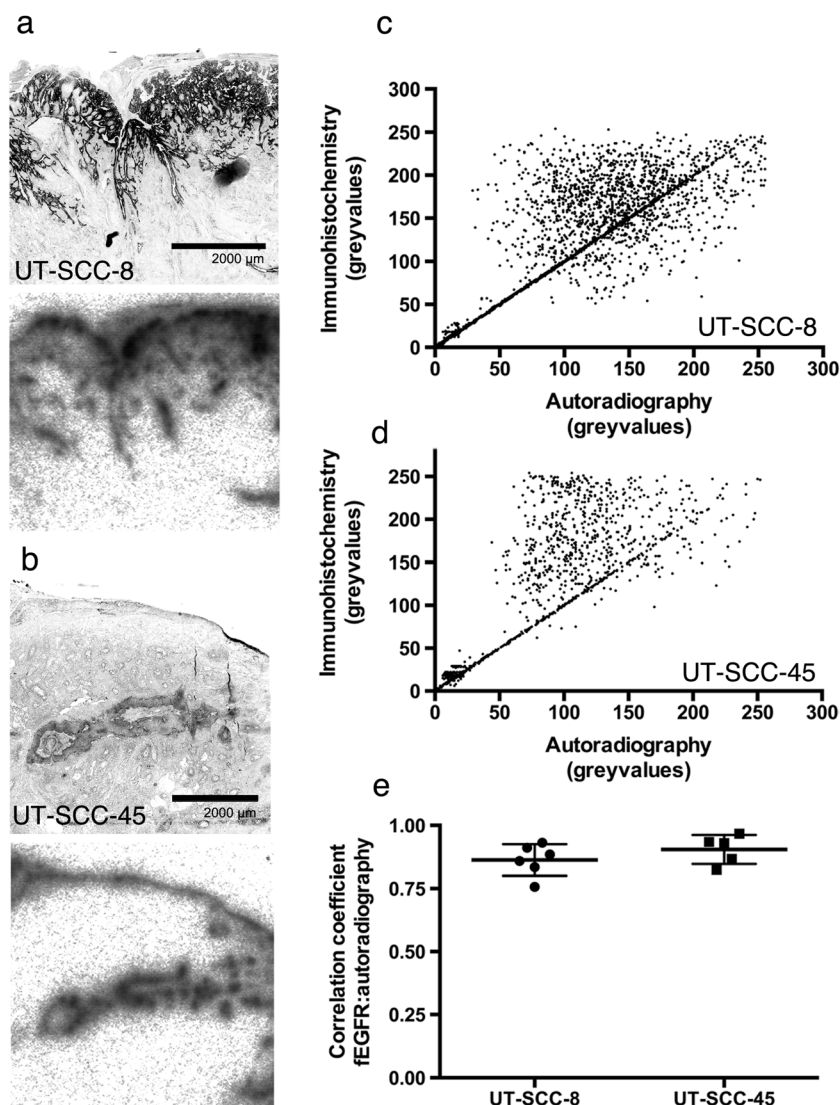 a
2000 µm
UT-SCC-8
b
2000 µm
UT-SCC-45
c
Immunohistochemistry
(greyvalues)
300
250
200
150
100
50
0
UT-SCC-8
0 50 100 150 200 250 300
Autoradiography
(greyvalues)
d
Immunohistochemistry
(greyvalues)
250
200
150
100
50
0
UT-SCC-45
0 50 100 150 200 250 300
Autoradiography
(greyvalues)
e
Correlation coefficient
fEGFR:autoradiography
1.00
0.75
0.50
0.25
0.00
UT-SCC-8 UT-SCC-45